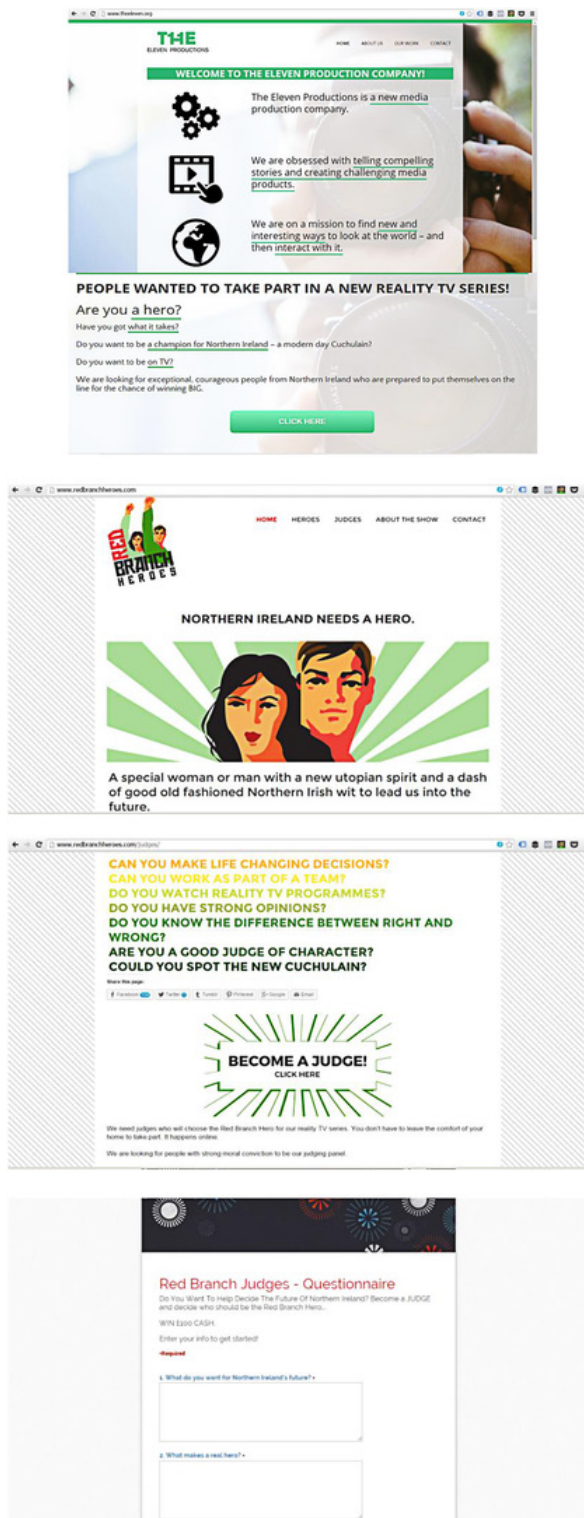 www.theeleven.org
THE
ELEVEN PRODUCTIONS
HOME ABOUT US OUR WORK CONTACT
WELCOME TO THE ELEVEN PRODUCTION COMPANY!
The Eleven Productions is a new media
production company.
We are obsessed with telling compelling
stories and creating challenging media
products.
We are on a mission to find new and
interesting ways to look at the world – and
then interact with it.
PEOPLE WANTED TO TAKE PART IN A NEW REALITY TV SERIES!
Are you a hero?
Have you got what it takes?
Do you want to be a champion for Northern Ireland – a modern day Cuchulain?
Do you want to be on TV?
We are looking for exceptional, courageous people from Northern Ireland who are prepared to put themselves on the
line for the chance of winning BIG.
CLICK HERE
www.redbranchheroes.com
RED
BRANCH
HEROES
HOME HEROES JUDGES ABOUT THE SHOW CONTACT
NORTHERN IRELAND NEEDS A HERO.
A special woman or man with a new utopian spirit and a dash
of good old fashioned Northern Irish wit to lead us into the
future.
www.redbranchheroes.com/judges/
CAN YOU MAKE LIFE CHANGING DECISIONS?
CAN YOU WORK AS PART OF A TEAM?
DO YOU WATCH REALITY TV PROGRAMMES?
DO YOU HAVE STRONG OPINIONS?
DO YOU KNOW THE DIFFERENCE BETWEEN RIGHT AND
WRONG?
ARE YOU A GOOD JUDGE OF CHARACTER?
COULD YOU SPOT THE NEW CUCHULAIN?
Share this page:
Facebook Twitter Tumblr Pinterest Google Email
BECOME A JUDGE!
CLICK HERE
We need judges who will choose the Red Branch Hero for our reality TV series. You don't have to leave the comfort of your
home to take part. It happens online.
We are looking for people with strong moral conviction to be our judging panel.
Red Branch Judges - Questionnaire
Do You Want To Help Decide The Future Of Northern Ireland? Become a JUDGE
and decide who should be the Red Branch Hero...
WIN £100 CASH.
Enter your info to get started!
*Required
1. What do you want for Northern Ireland's future? *
2. What makes a real hero? *